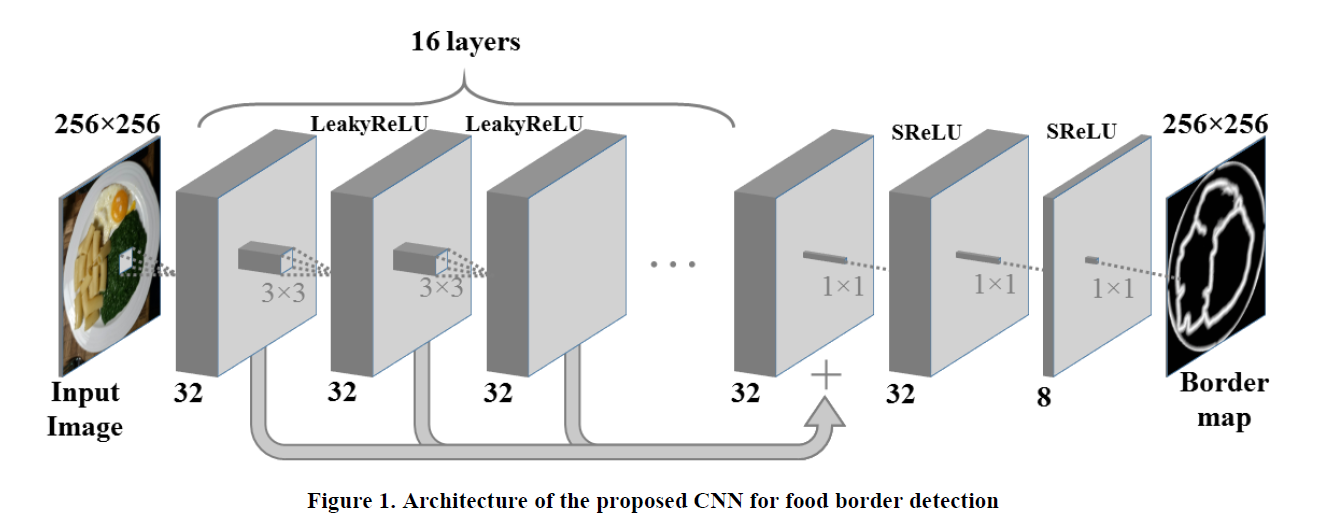 16 layers
256×256
LeakyReLU
LeakyReLU
SReLU
SReLU
256×256
3×3
3×3
. . .
1×1
1×1
1×1
Input
Image
32
32
32
32
+
32
8
Border
map
Figure 1. Architecture of the proposed CNN for food border detection